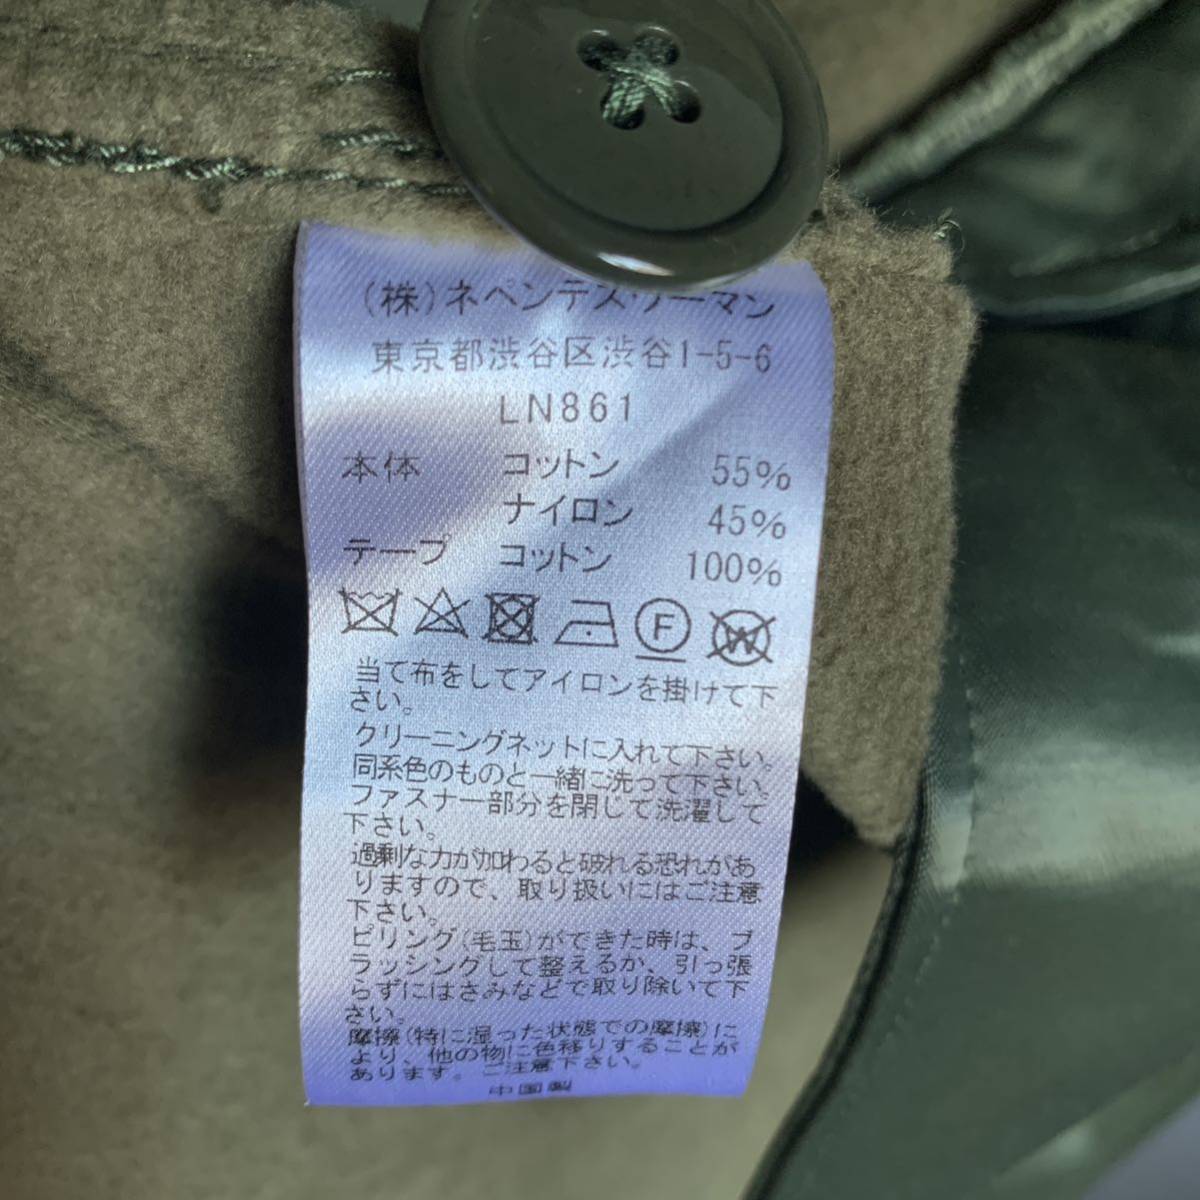 (株)ネペンテスウーマン
東京都渋谷区渋谷1-5-6
LN861
本体 コットン 55%
ナイロン 45%
テープ コットン 100%
F W
当て布をしてアイロンを掛けて下
さい。
クリーニングネットに入れて下さい。
同系色のものと一緒に洗って下さい。
ファスナー部分を閉じて洗濯して
下さい。
過剰な力が加わると破れる恐れがあ
りますので、取り扱いにはご注意
下さい。
ピリング(毛玉)ができた時は、ブ
ラッシングして整えるか、引っ張
らずにはさみなどで取り除いて下
さい。
摩擦(特に湿った状態での摩擦)に
より、他の物に色移りすることが
あります。ご注意下さい。
中国製